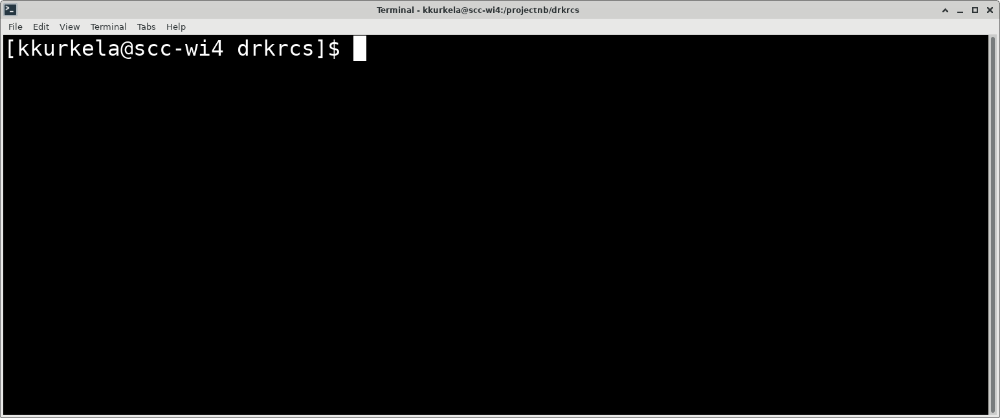 Terminal - kkurkela@scc-wi4:/projectnb/drkrcs
File Edit View Terminal Tabs Help
[kkurkela@scc-wi4 drkrcs]$